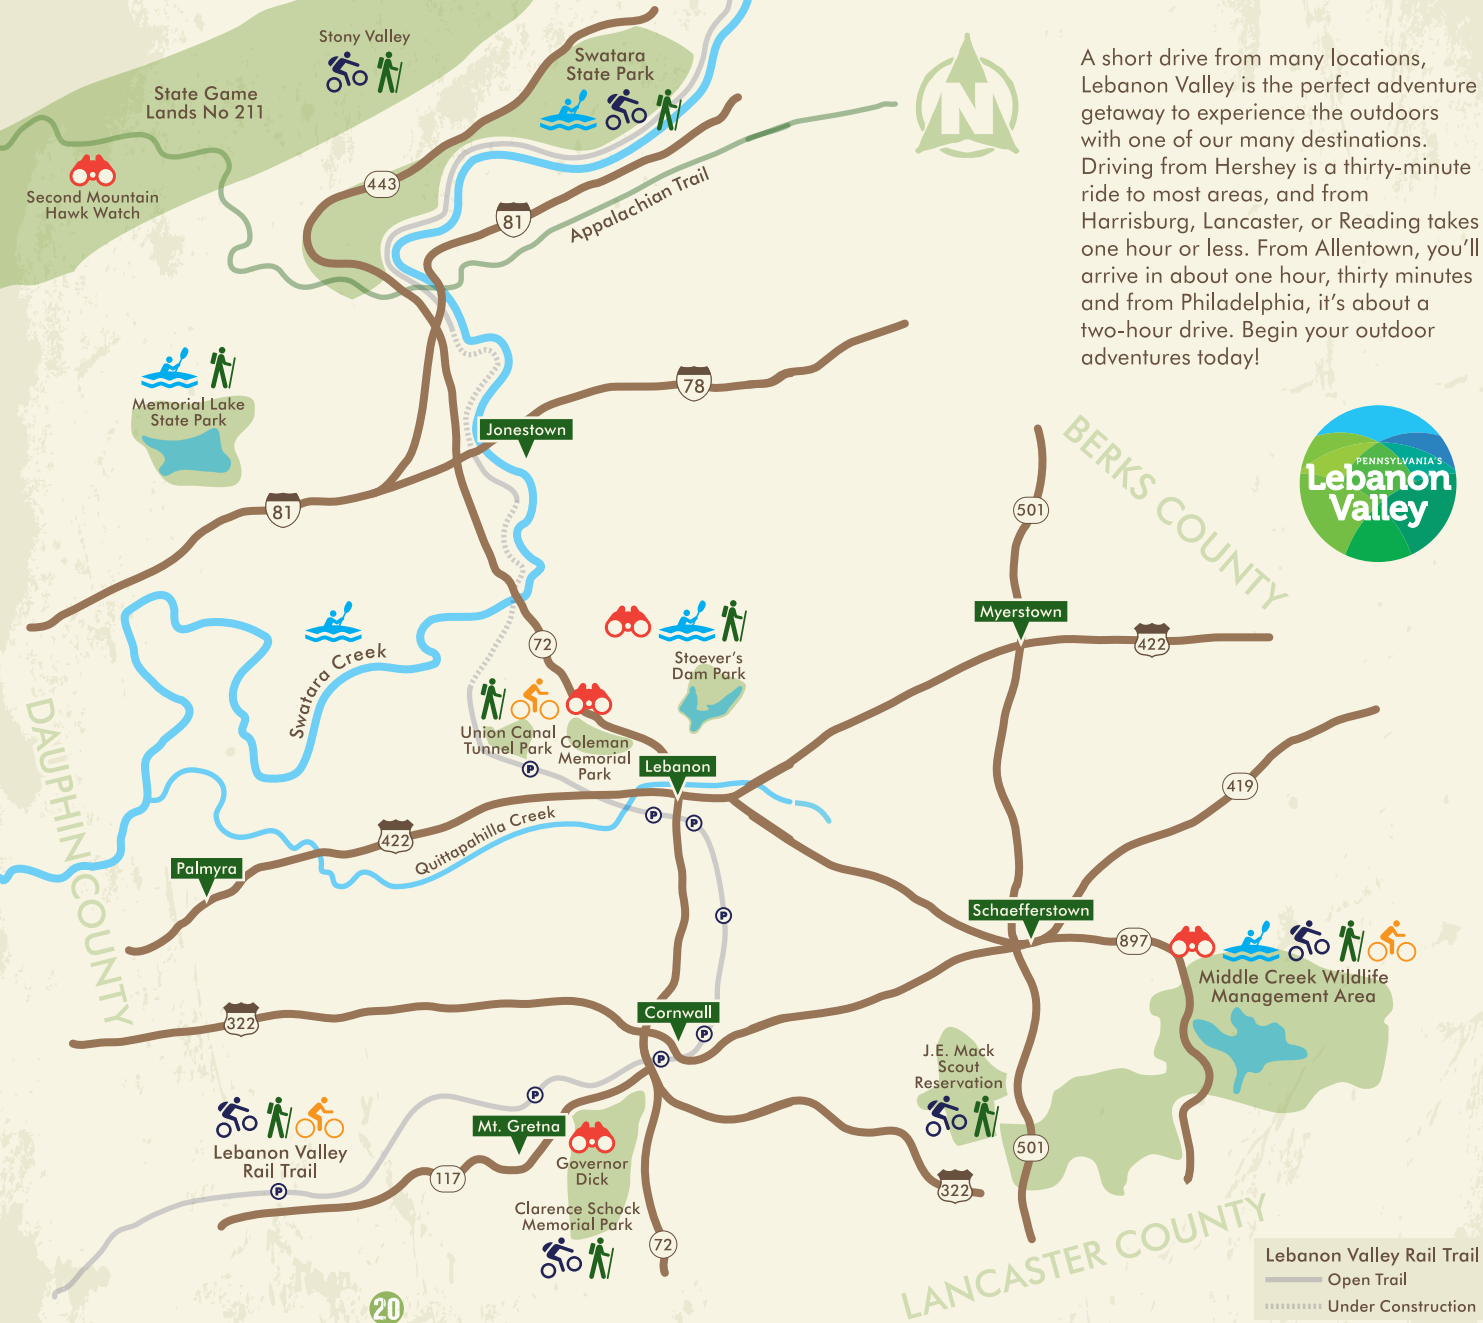 Stony Valley
Swatara
State Park
State Game
Lands No 211
Second Mountain
Hawk Watch
443
81
Appalachian Trail
N
A short drive from many locations,
Lebanon Valley is the perfect adventure
getaway to experience the outdoors
with one of our many destinations.
Driving from Hershey is a thirty-minute
ride to most areas, and from
Harrisburg, Lancaster, or Reading takes
one hour or less. From Allentown, you'll
arrive in about one hour, thirty minutes
and from Philadelphia, it's about a
two-hour drive. Begin your outdoor
adventures today!
PENNSYLVANIA'S
Lebanon
Valley
BERKS COUNTY
78
Memorial Lake
State Park
Jonestown
81
501
Myerstown
422
Swatara Creek
72
Stoever's
Dam Park
Union Canal
Tunnel Park
P
Coleman
Memorial
Park
Lebanon
P
P
419
DAUPHIN COUNTY
422
Quittapahilla Creek
Palmyra
P
Schaefferstown
897
Middle Creek Wildlife
Management Area
322
Cornwall
P
P
J.E. Mack
Scout
Reservation
P
Mt. Gretna
Lebanon Valley
Rail Trail
P
117
Governor
Dick
Clarence Schock
Memorial Park
72
501
322
LANCASTER COUNTY
Lebanon Valley Rail Trail
Open Trail
Under Construction
20